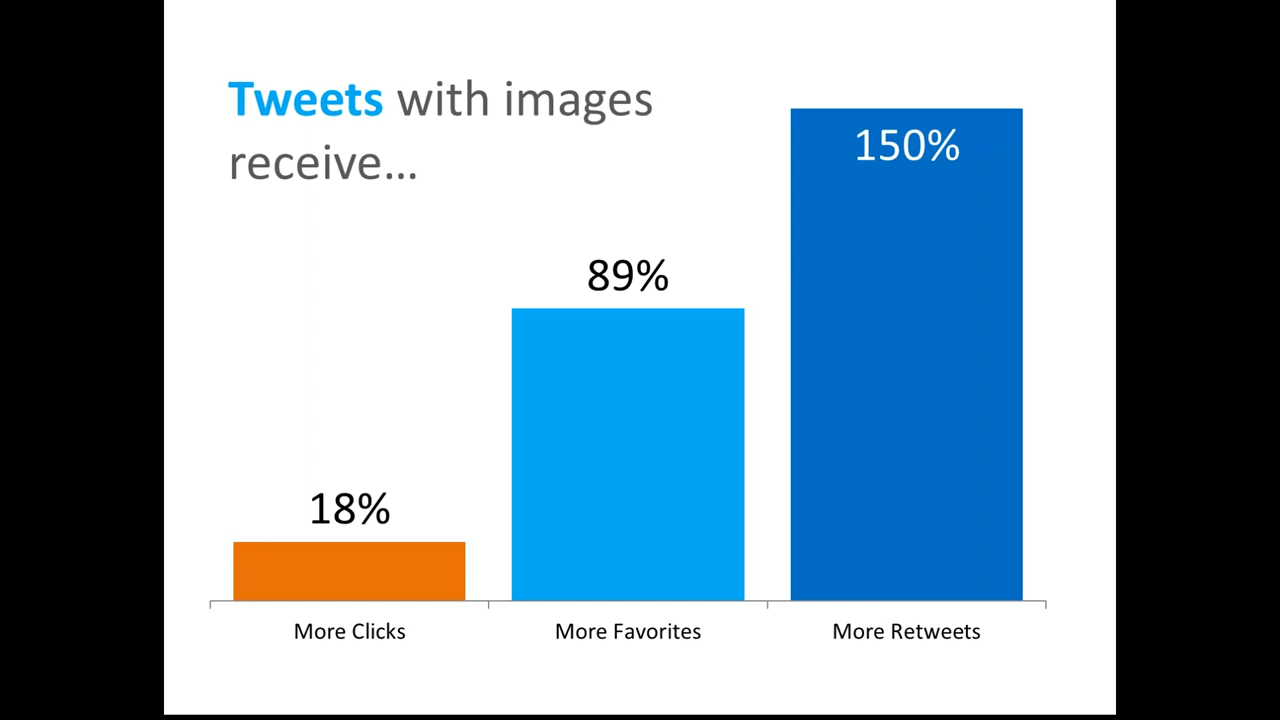 Tweets with images
receive...
150%
89%
18%
More Clicks
More Favorites
More Retweets